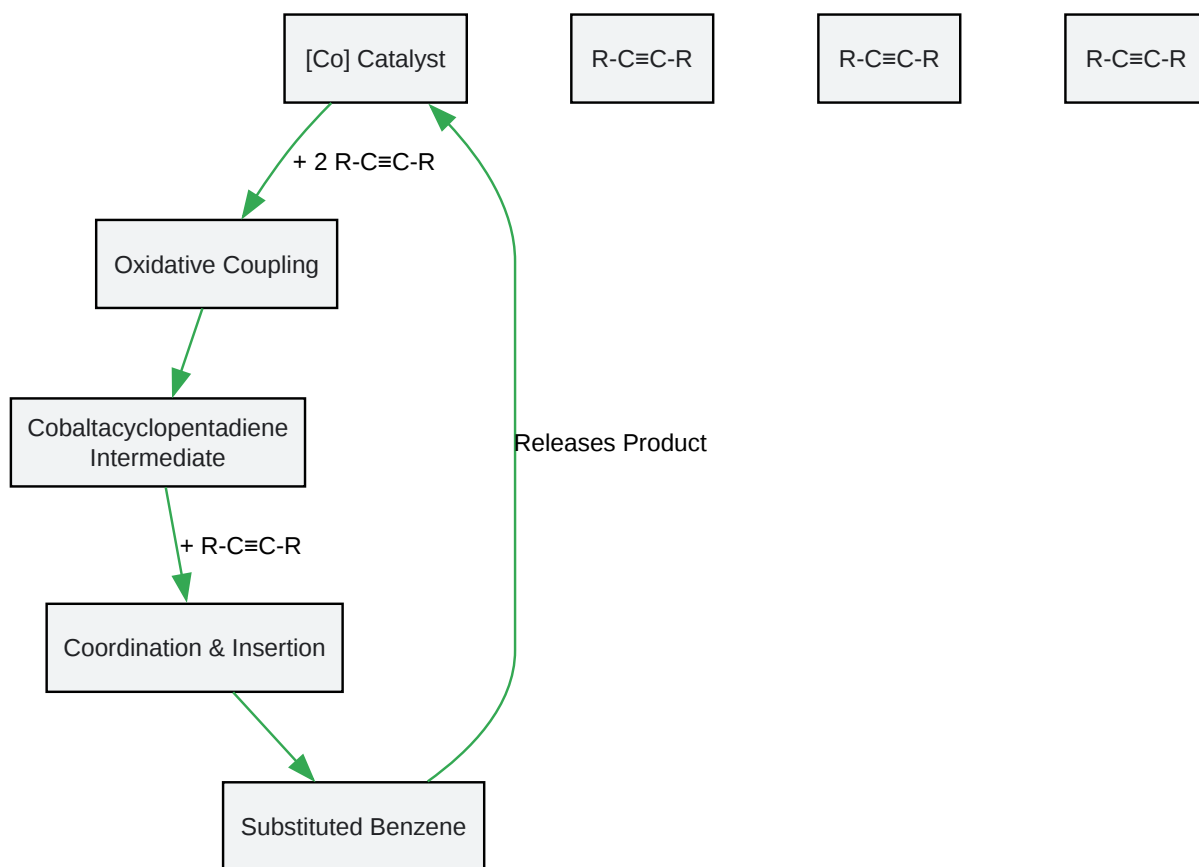 [Co] Catalyst
R-C≡C-R
R-C≡C-R
R-C≡C-R
+ 2 R-C≡C-R
Oxidative Coupling
Cobaltacyclopentadiene
Intermediate
Releases Product
+ R-C≡C-R
Coordination & Insertion
Substituted Benzene